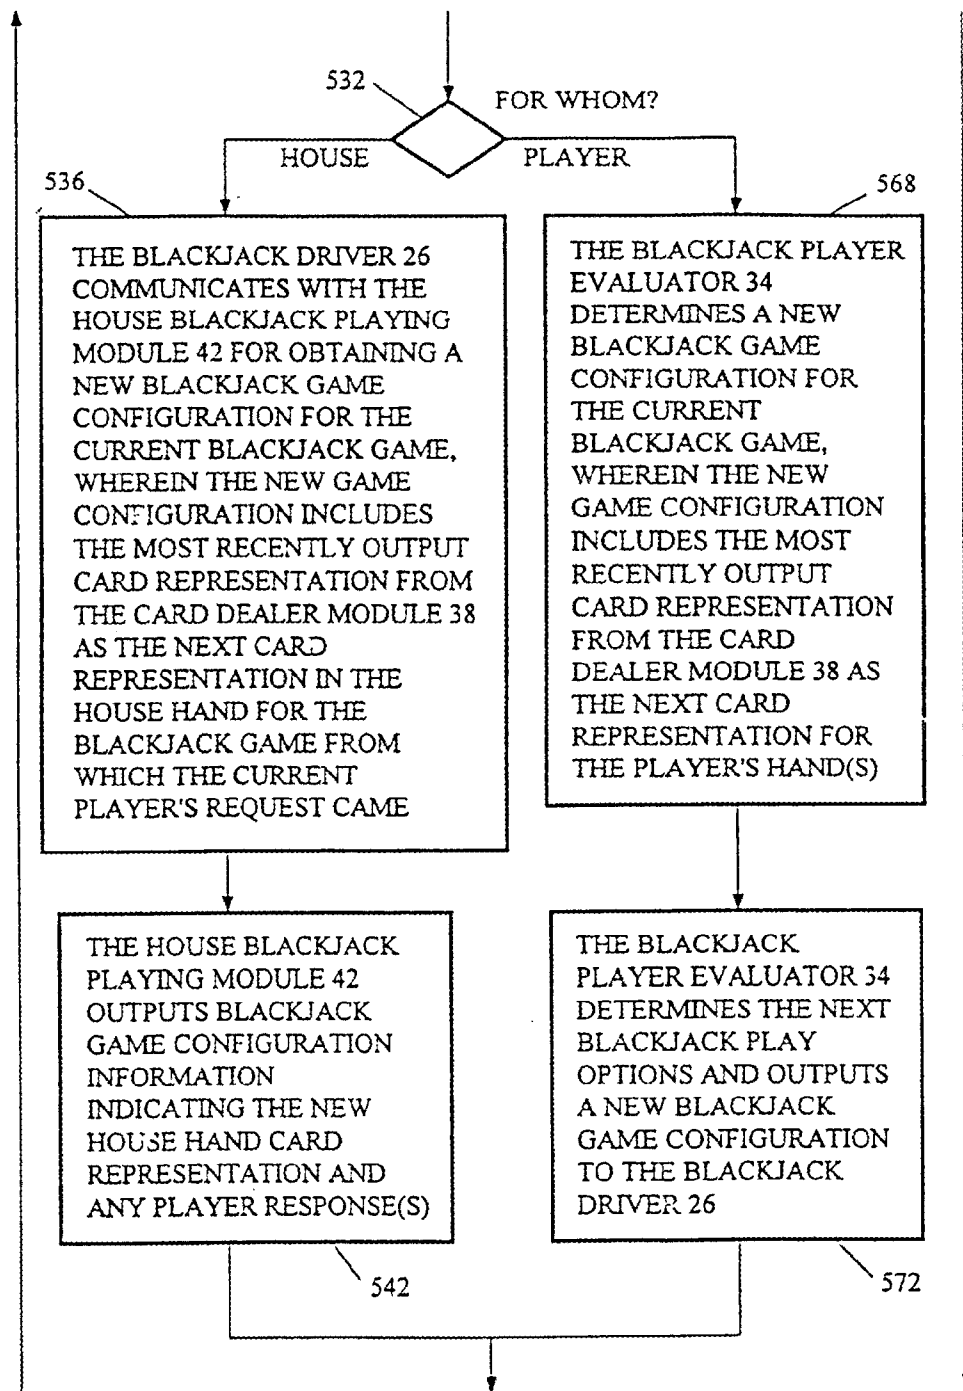 532
FOR WHOM?
HOUSE
PLAYER
536
THE BLACKJACK DRIVER 26
COMMUNICATES WITH THE
HOUSE BLACKJACK PLAYING
MODULE 42 FOR OBTAINING A
NEW BLACKJACK GAME
CONFIGURATION FOR THE
CURRENT BLACKJACK GAME,
WHEREIN THE NEW GAME
CONFIGURATION INCLUDES
THE MOST RECENTLY OUTPUT
CARD REPRESENTATION FROM
THE CARD DEALER MODULE 38
AS THE NEXT CARD
REPRESENTATION IN THE
HOUSE HAND FOR THE
BLACKJACK GAME FROM
WHICH THE CURRENT
PLAYER'S REQUEST CAME
568
THE BLACKJACK PLAYER
EVALUATOR 34
DETERMINES A NEW
BLACKJACK GAME
CONFIGURATION FOR
THE CURRENT
BLACKJACK GAME,
WHEREIN THE NEW
GAME CONFIGURATION
INCLUDES THE MOST
RECENTLY OUTPUT
CARD REPRESENTATION
FROM THE CARD
DEALER MODULE 38 AS
THE NEXT CARD
REPRESENTATION FOR
THE PLAYER'S HAND(S)
THE HOUSE BLACKJACK
PLAYING MODULE 42
OUTPUTS BLACKJACK
GAME CONFIGURATION
INFORMATION
INDICATING THE NEW
HOUSE HAND CARD
REPRESENTATION AND
ANY PLAYER RESPONSE(S)
542
THE BLACKJACK
PLAYER EVALUATOR 34
DETERMINES THE NEXT
BLACKJACK PLAY
OPTIONS AND OUTPUTS
A NEW BLACKJACK
GAME CONFIGURATION
TO THE BLACKJACK
DRIVER 26
572